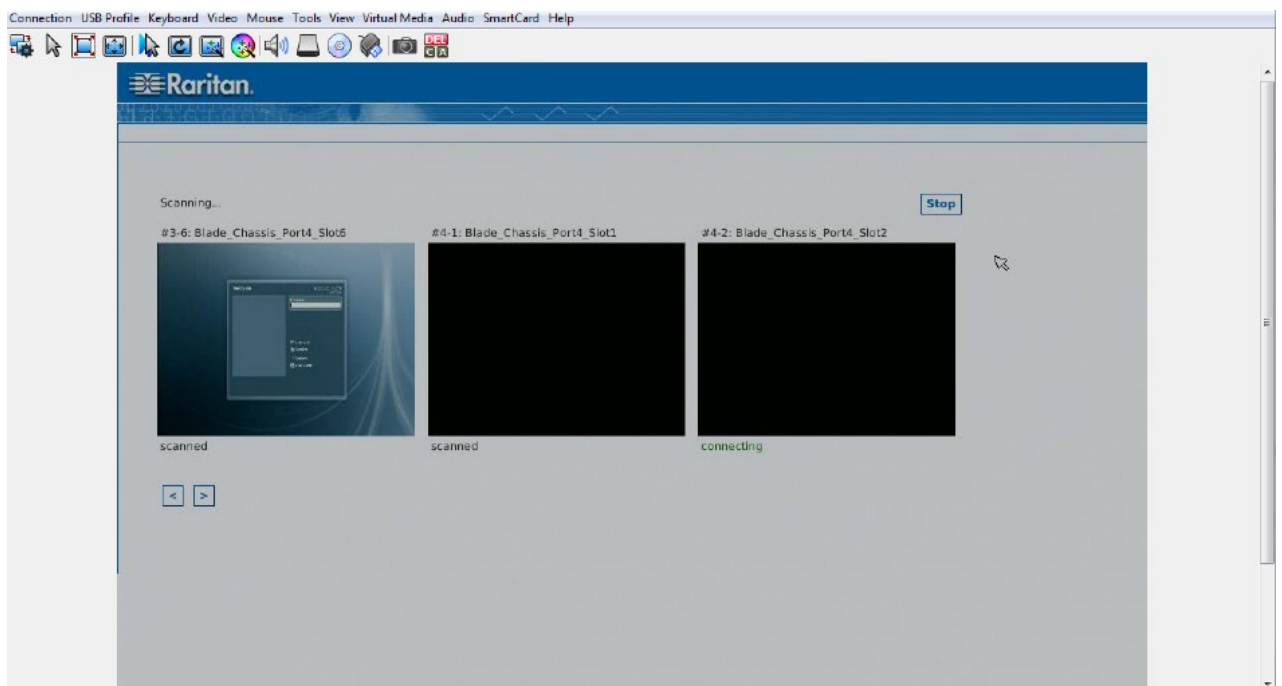 Connection USB Profile Keyboard Video Mouse Tools View Virtual Media Audio SmartCard Help
DEL
C A
Raritan.
Scanning...
Stop
#3-6: Blade_Chassis_Port4_Slot6
#4-1: Blade_Chassis_Port4_Slot1
#4-2: Blade_Chassis_Port4_Slot2
scanned
scanned
connecting
< >